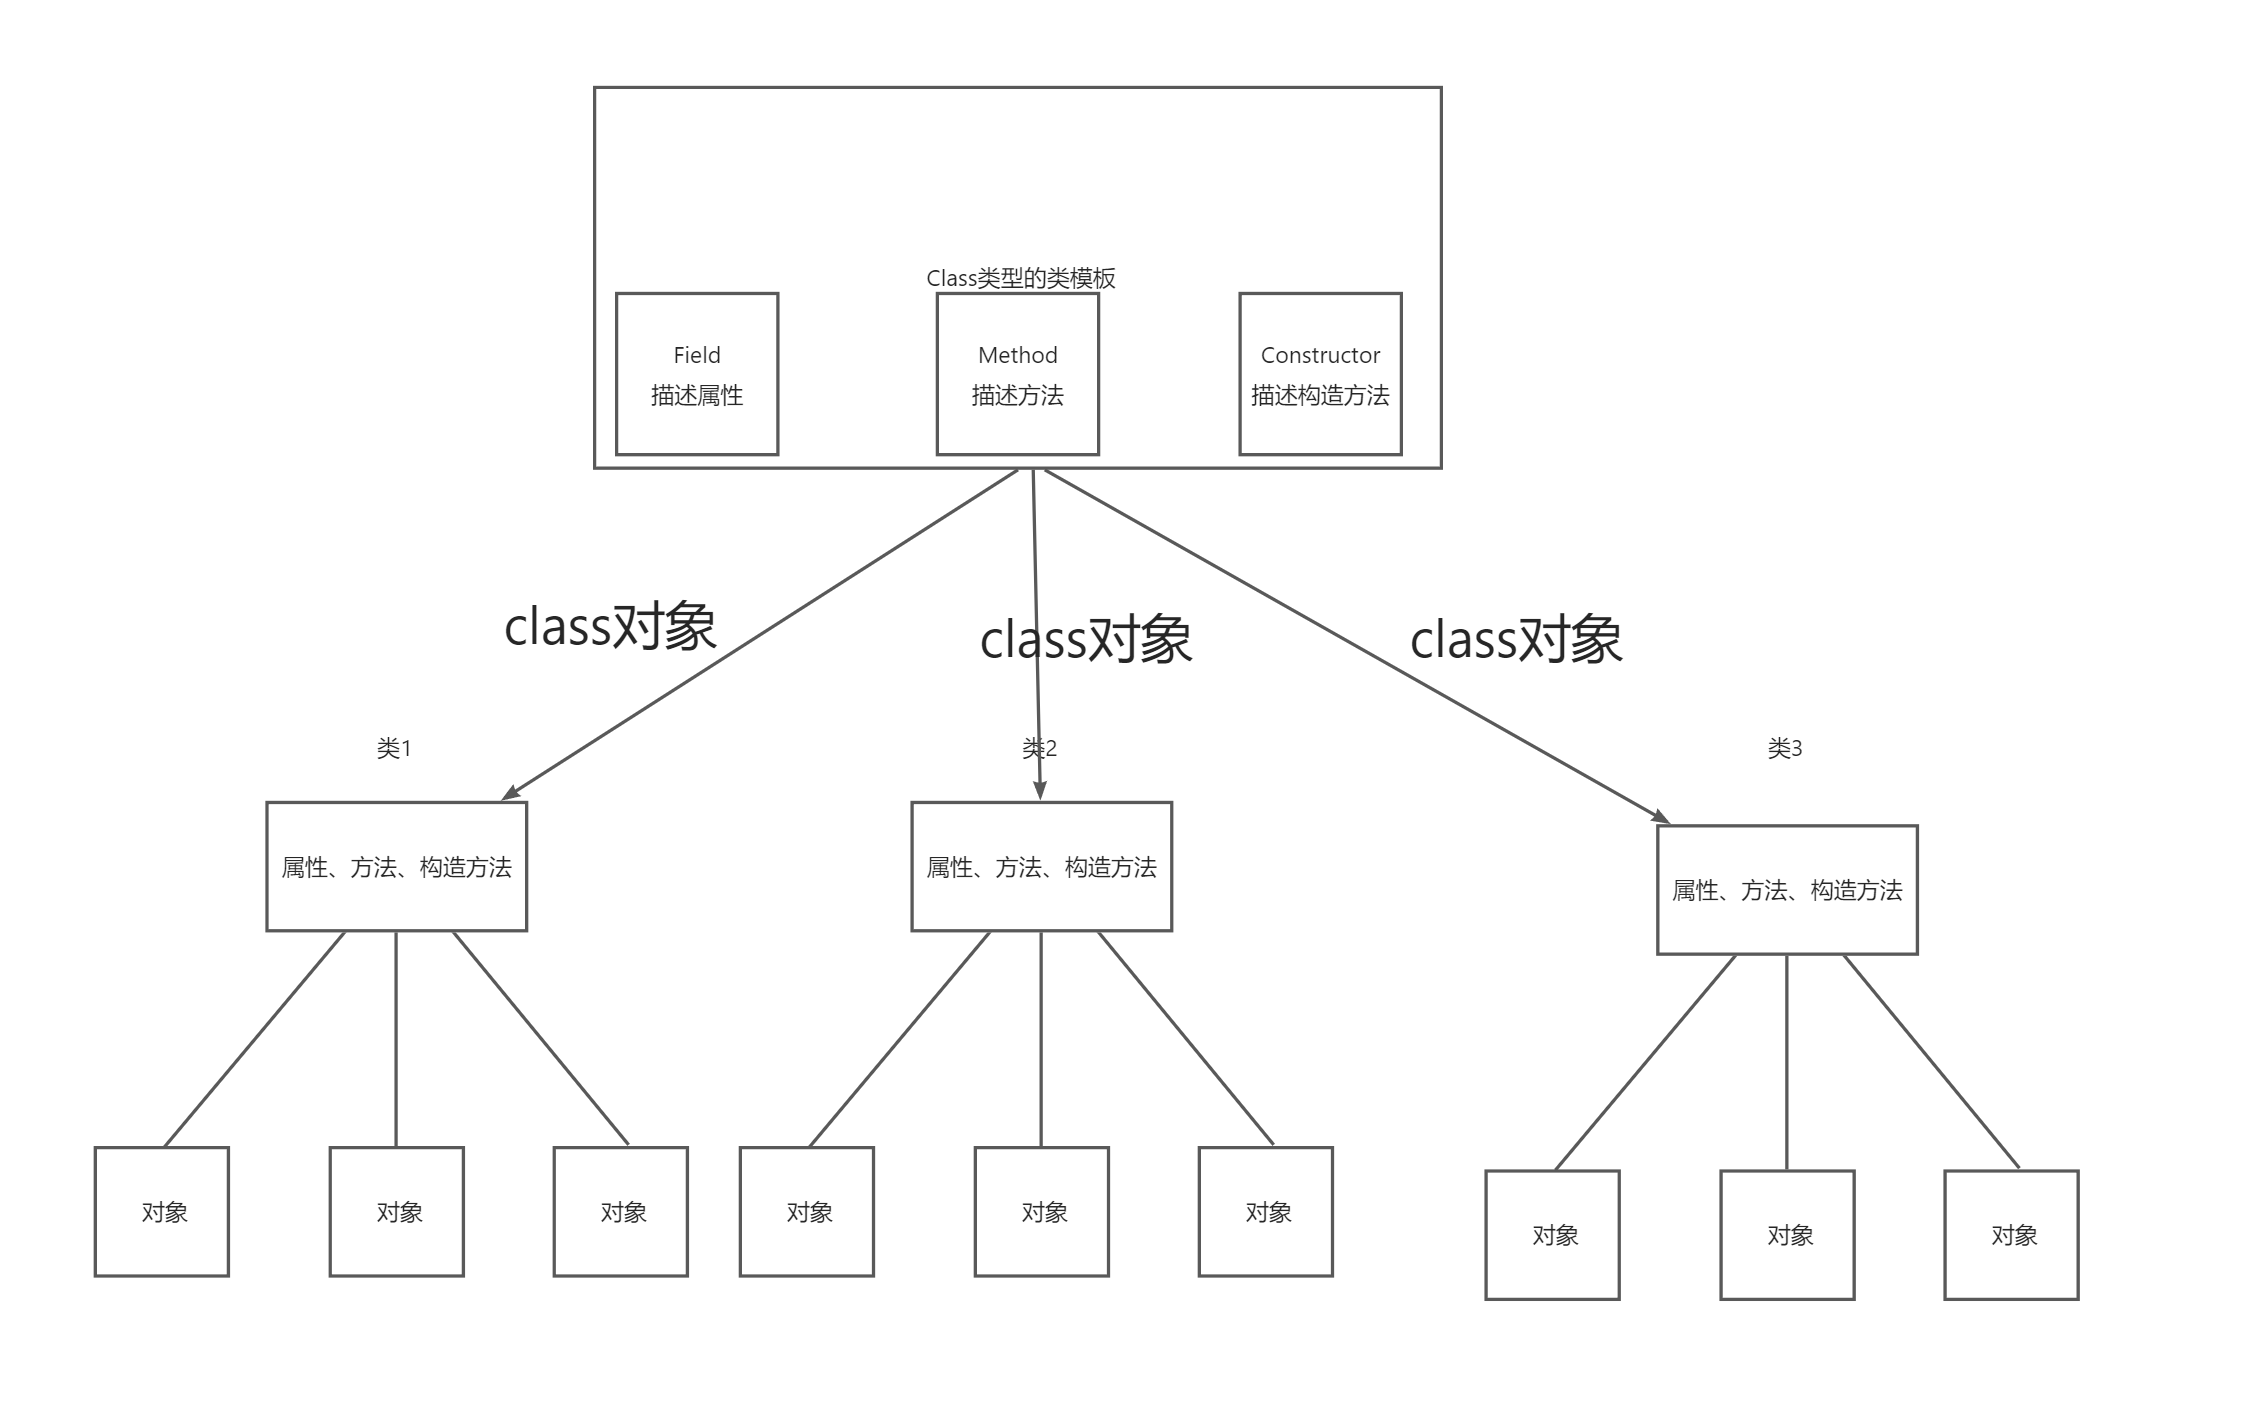 Class类型的类模板
Field
描述属性
Method
描述方法
Constructor
描述构造方法
class对象
class对象
class对象
类1
类2
类3
属性、方法、构造方法
属性、方法、构造方法
属性、方法、构造方法
对象
对象
对象
对象
对象
对象
对象
对象
对象